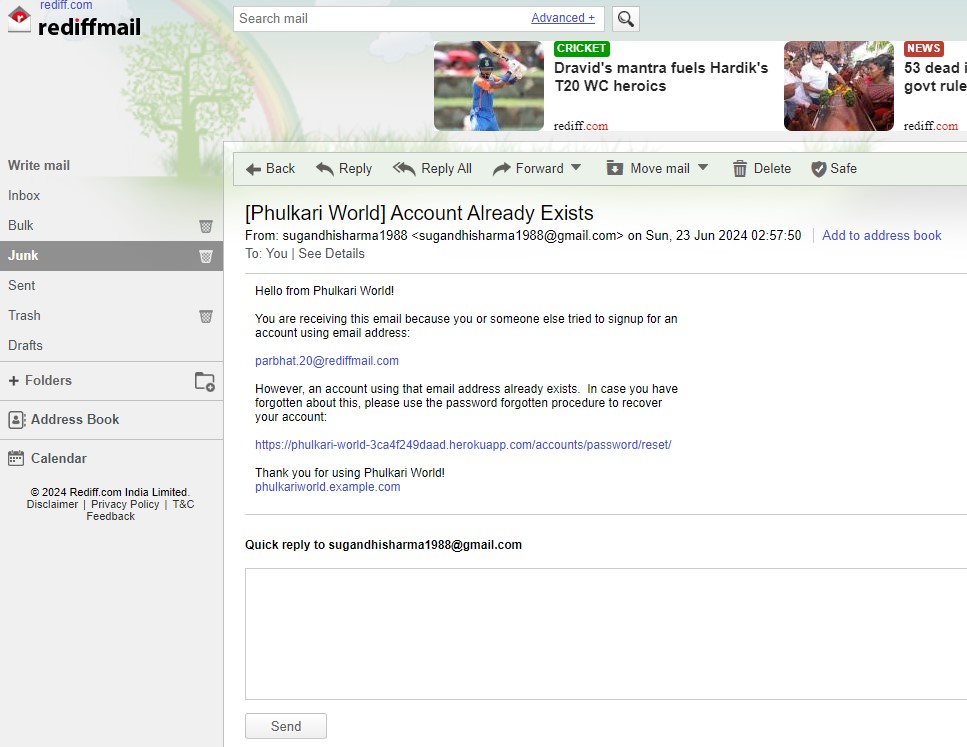 rediff.com
rediffmail
Search mail
Advanced +
CRICKET
Dravid's mantra fuels Hardik's
T20 WC heroics
rediff.com
NEWS
53 dead i
govt rule
rediff.com
Write mail
Inbox
Bulk
Junk
Sent
Trash
Drafts
+ Folders
Address Book
Calendar
© 2024 Rediff.com India Limited.
Disclaimer | Privacy Policy | T&C
Feedback
Back Reply Reply All Forward Move mail Delete Safe
[Phulkari World] Account Already Exists
From: sugandhisharma1988 <sugandhisharma1988@gmail.com> on Sun, 23 Jun 2024 02:57:50 | Add to address book
To: You | See Details
Hello from Phulkari World!
You are receiving this email because you or someone else tried to signup for an
account using email address:
parbhat.20@rediffmail.com
However, an account using that email address already exists.  In case you have
forgotten about this, please use the password forgotten procedure to recover
your account:
https://phulkari-world-3ca4f249daad.herokuapp.com/accounts/password/reset/
Thank you for using Phulkari World!
phulkariworld.example.com
Quick reply to sugandhisharma1988@gmail.com
Send